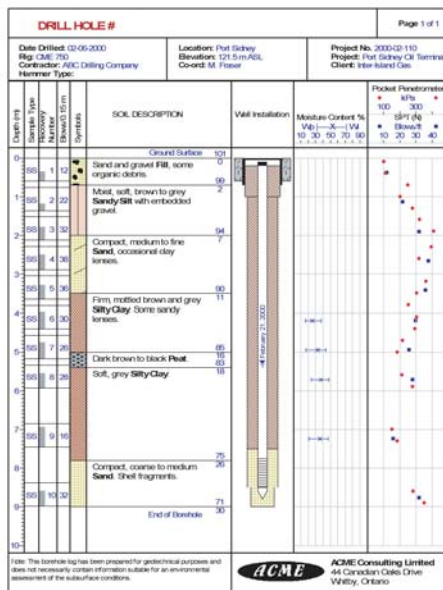 DRILL HOLE #
Page 1 of 1
Date Drilled: 02-06-2000
Rig: CME 750
Contractor: ABC Drilling Company
Hammer Type:
Location: Port Sidney
Elevation: 121.5 m ASL
Co-ord: M. Fraser
Project No. 2000-02-110
Project: Port Sidney Oil Termina
Client: Inter-Island Gas
Depth (m)
Sample Type
Recovery
Number
Blows/0.15 m
Symbols
SOIL DESCRIPTION
Well Installation
Moisture Content %
Wp |—X—| Wl
10 30 50 70 90
Pocket Penetrometer
kPa
100 300
SPT (N)
Blows/ft
10 20 30 40
Ground Surface 101
0 0
SS 1 12
Sand and gravel Fill, some
organic debris.
99
2
1
SS 2 22
Moist, soft, brown to grey
Sandy Silt with embedded
gravel.
SS 3 32
94
7
2
SS 4 38
Compact, medium to fine
Sand, occasional clay
lenses.
3
SS 5 36
90
11
Firm, mottled brown and grey
Silty Clay. Some sandy
lenses.
4
SS 6 30
SS 7 26
85
16
5
Dark brown to black Peat.
83
18
SS 8 28
Soft, grey Silty Clay.
6
7
SS 9 16
75
26
8
Compact, coarse to medium
Sand. Shell fragments.
SS 10 32
71
30
9
End of Borehole
10
February 21, 2000
Note: This borehole log has been prepared for geotechnical purposes and
does not necessarily contain information suitable for an environmental
assessment of the subsurface conditions.
ACME
ACME Consulting Limited
44 Canadian Oaks Drive
Whitby, Ontario